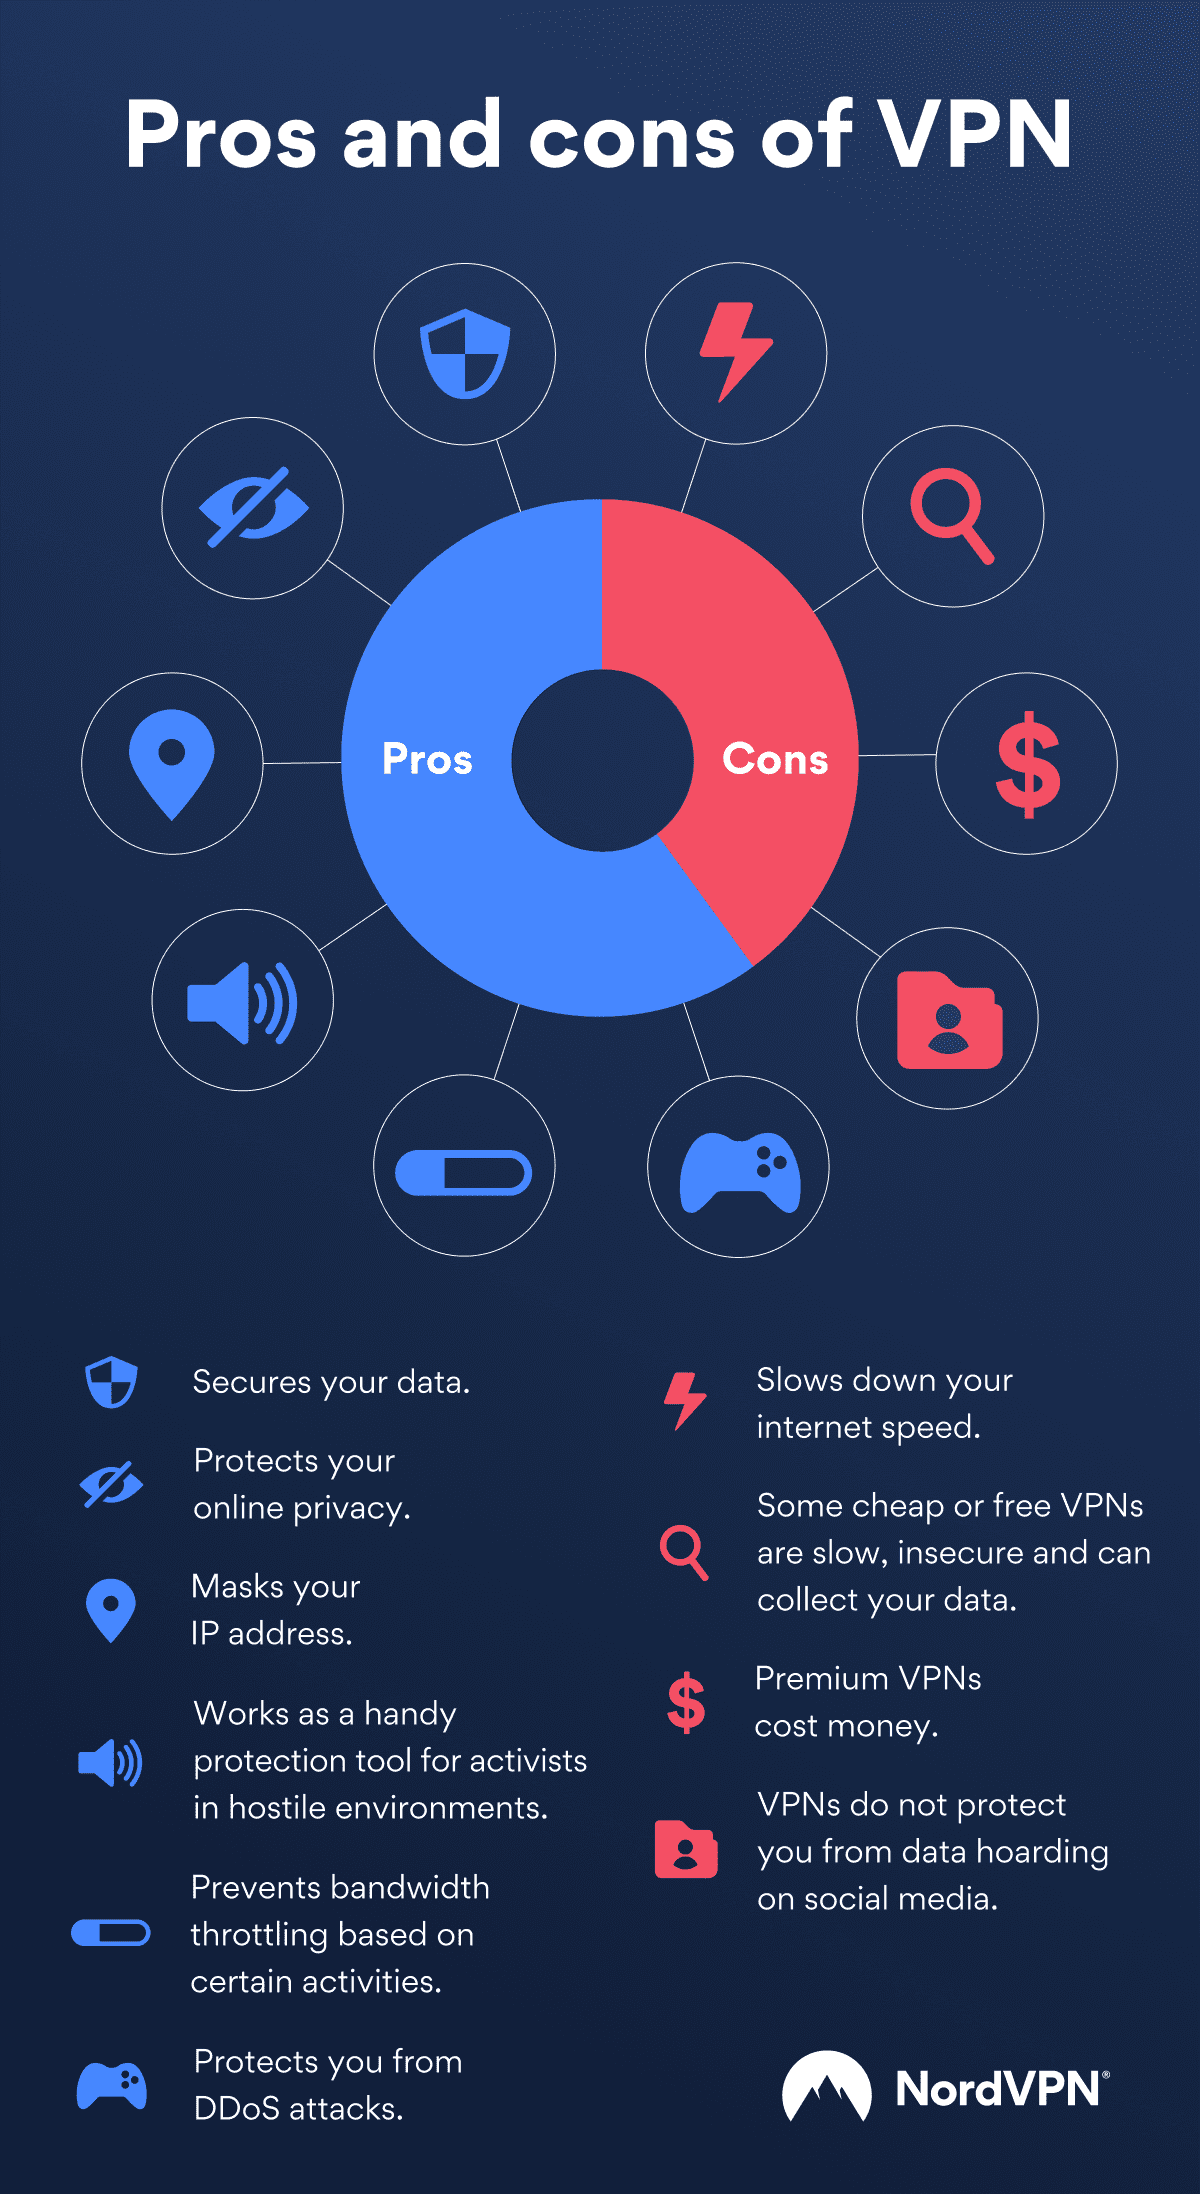 Pros and cons of VPN
Pros
Cons
Secures your data.
Protects your
online privacy.
Masks your
IP address.
Works as a handy
protection tool for activists
in hostile environments.
Prevents bandwidth
throttling based on
certain activities.
Protects you from
DDoS attacks.
Slows down your
internet speed.
Some cheap or free VPNs
are slow, insecure and can
collect your data.
Premium VPNs
cost money.
VPNs do not protect
you from data hoarding
on social media.
NordVPN®